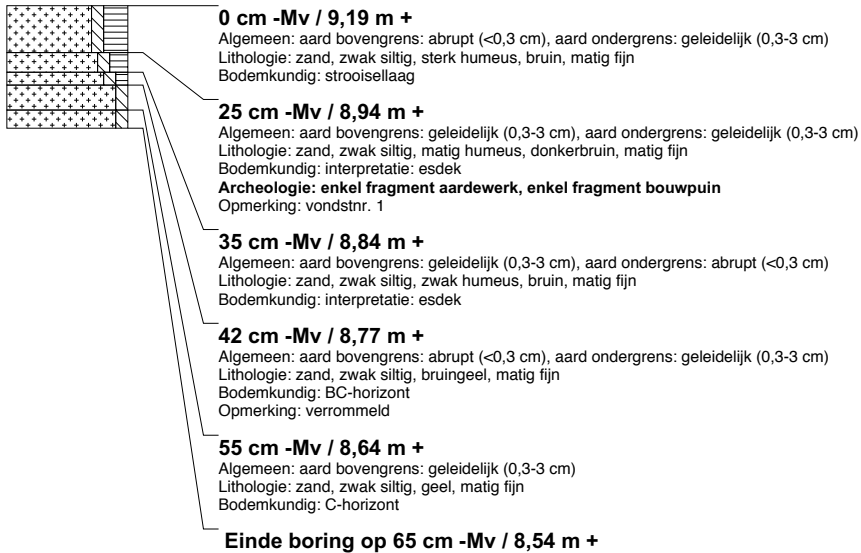 0 cm -Mv / 9,19 m +
Algemeen: aard bovengrens: abrupt (<0,3 cm), aard ondergrens: geleidelijk (0,3-3 cm)
Lithologie: zand, zwak siltig, sterk humeus, bruin, matig fijn
Bodemkundig: strooisellaag
25 cm -Mv / 8,94 m +
Algemeen: aard bovengrens: geleidelijk (0,3-3 cm), aard ondergrens: geleidelijk (0,3-3 cm)
Lithologie: zand, zwak siltig, matig humeus, donkerbruin, matig fijn
Bodemkundig: interpretatie: esdek
Archeologie: enkel fragment aardewerk, enkel fragment bouwpuin
Opmerking: vondstnr. 1
35 cm -Mv / 8,84 m +
Algemeen: aard bovengrens: geleidelijk (0,3-3 cm), aard ondergrens: abrupt (<0,3 cm)
Lithologie: zand, zwak siltig, zwak humeus, bruin, matig fijn
Bodemkundig: interpretatie: esdek
42 cm -Mv / 8,77 m +
Algemeen: aard bovengrens: abrupt (<0,3 cm), aard ondergrens: geleidelijk (0,3-3 cm)
Lithologie: zand, zwak siltig, bruingeel, matig fijn
Bodemkundig: BC-horizont
Opmerking: verrommeld
55 cm -Mv / 8,64 m +
Algemeen: aard bovengrens: geleidelijk (0,3-3 cm)
Lithologie: zand, zwak siltig, geel, matig fijn
Bodemkundig: C-horizont
Einde boring op 65 cm -Mv / 8,54 m +